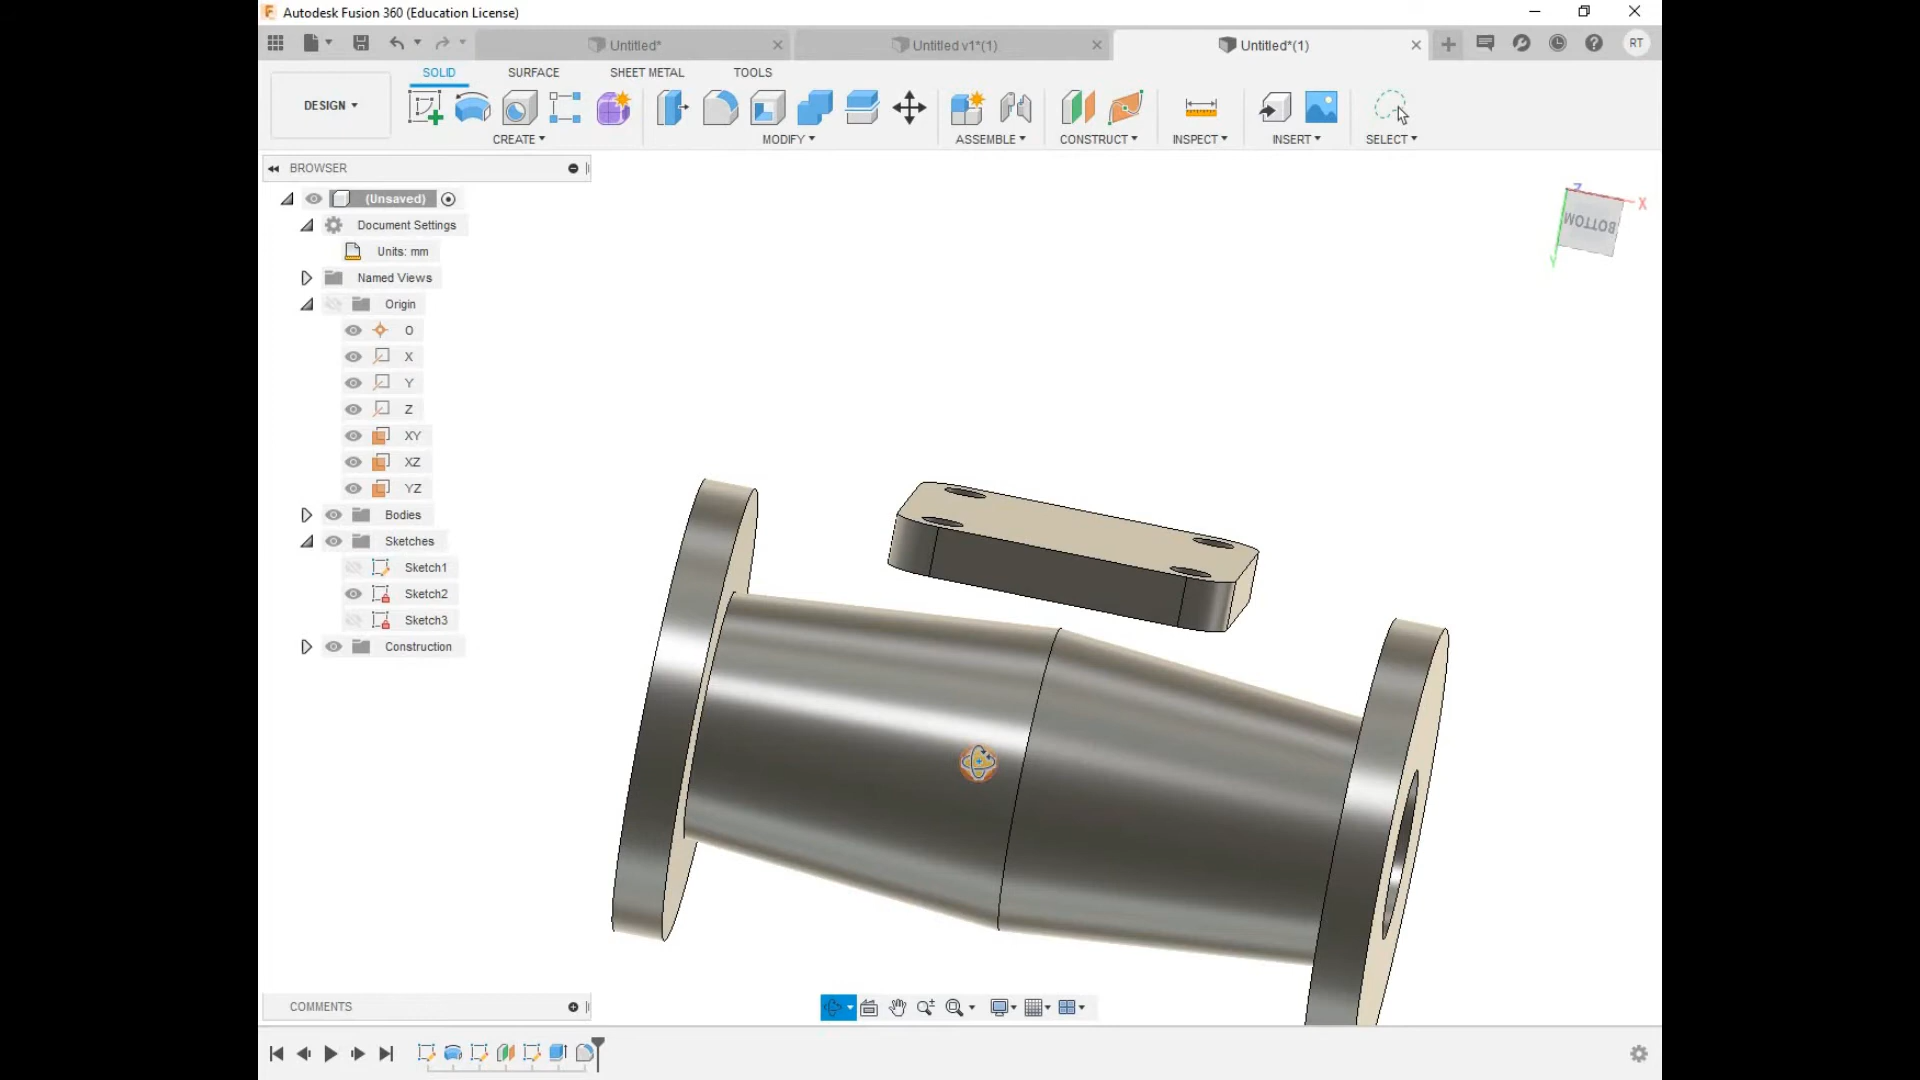 Autodesk Fusion 360 (Education License)
Untitled*
Untitled v1*(1)
Untitled*(1)
RT
SOLID
SURFACE
SHEET METAL
TOOLS
DESIGN
CREATE
MODIFY
ASSEMBLE
CONSTRUCT
INSPECT
INSERT
SELECT
BROWSER
(Unsaved)
Document Settings
Units: mm
Named Views
Origin
O
X
Y
Z
XY
XZ
YZ
Bodies
Sketches
Sketch1
Sketch2
Sketch3
Construction
Z
X
BOTTOM
Y
COMMENTS